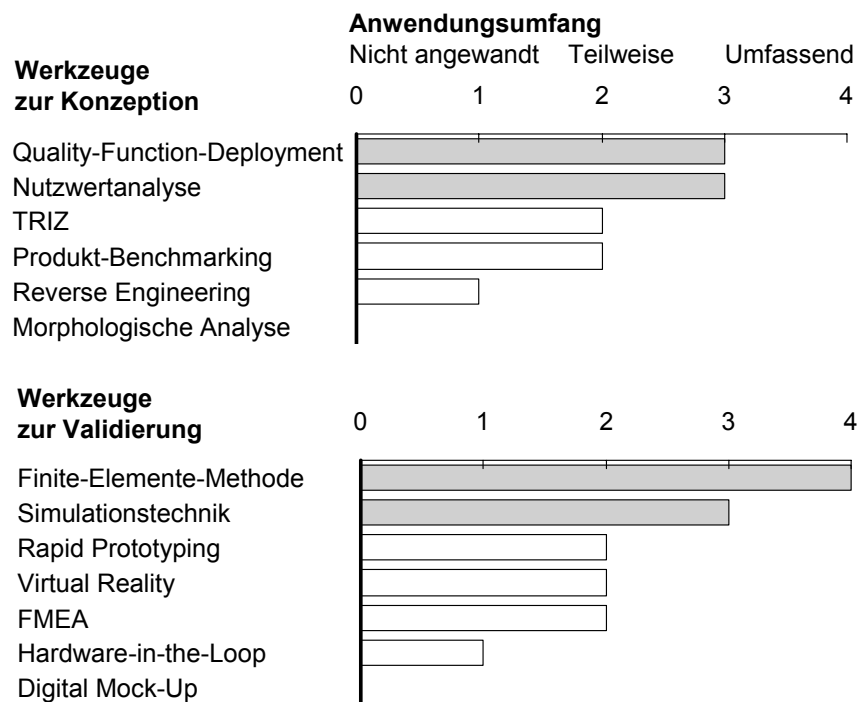 Anwendungsumfang
Nicht angewandt Teilweise Umfassend
Werkzeuge
zur Konzeption
0 1 2 3 4
Quality-Function-Deployment
Nutzwertanalyse
TRIZ
Produkt-Benchmarking
Reverse Engineering
Morphologische Analyse
Werkzeuge
zur Validierung
0 1 2 3 4
Finite-Elemente-Methode
Simulationstechnik
Rapid Prototyping
Virtual Reality
FMEA
Hardware-in-the-Loop
Digital Mock-Up